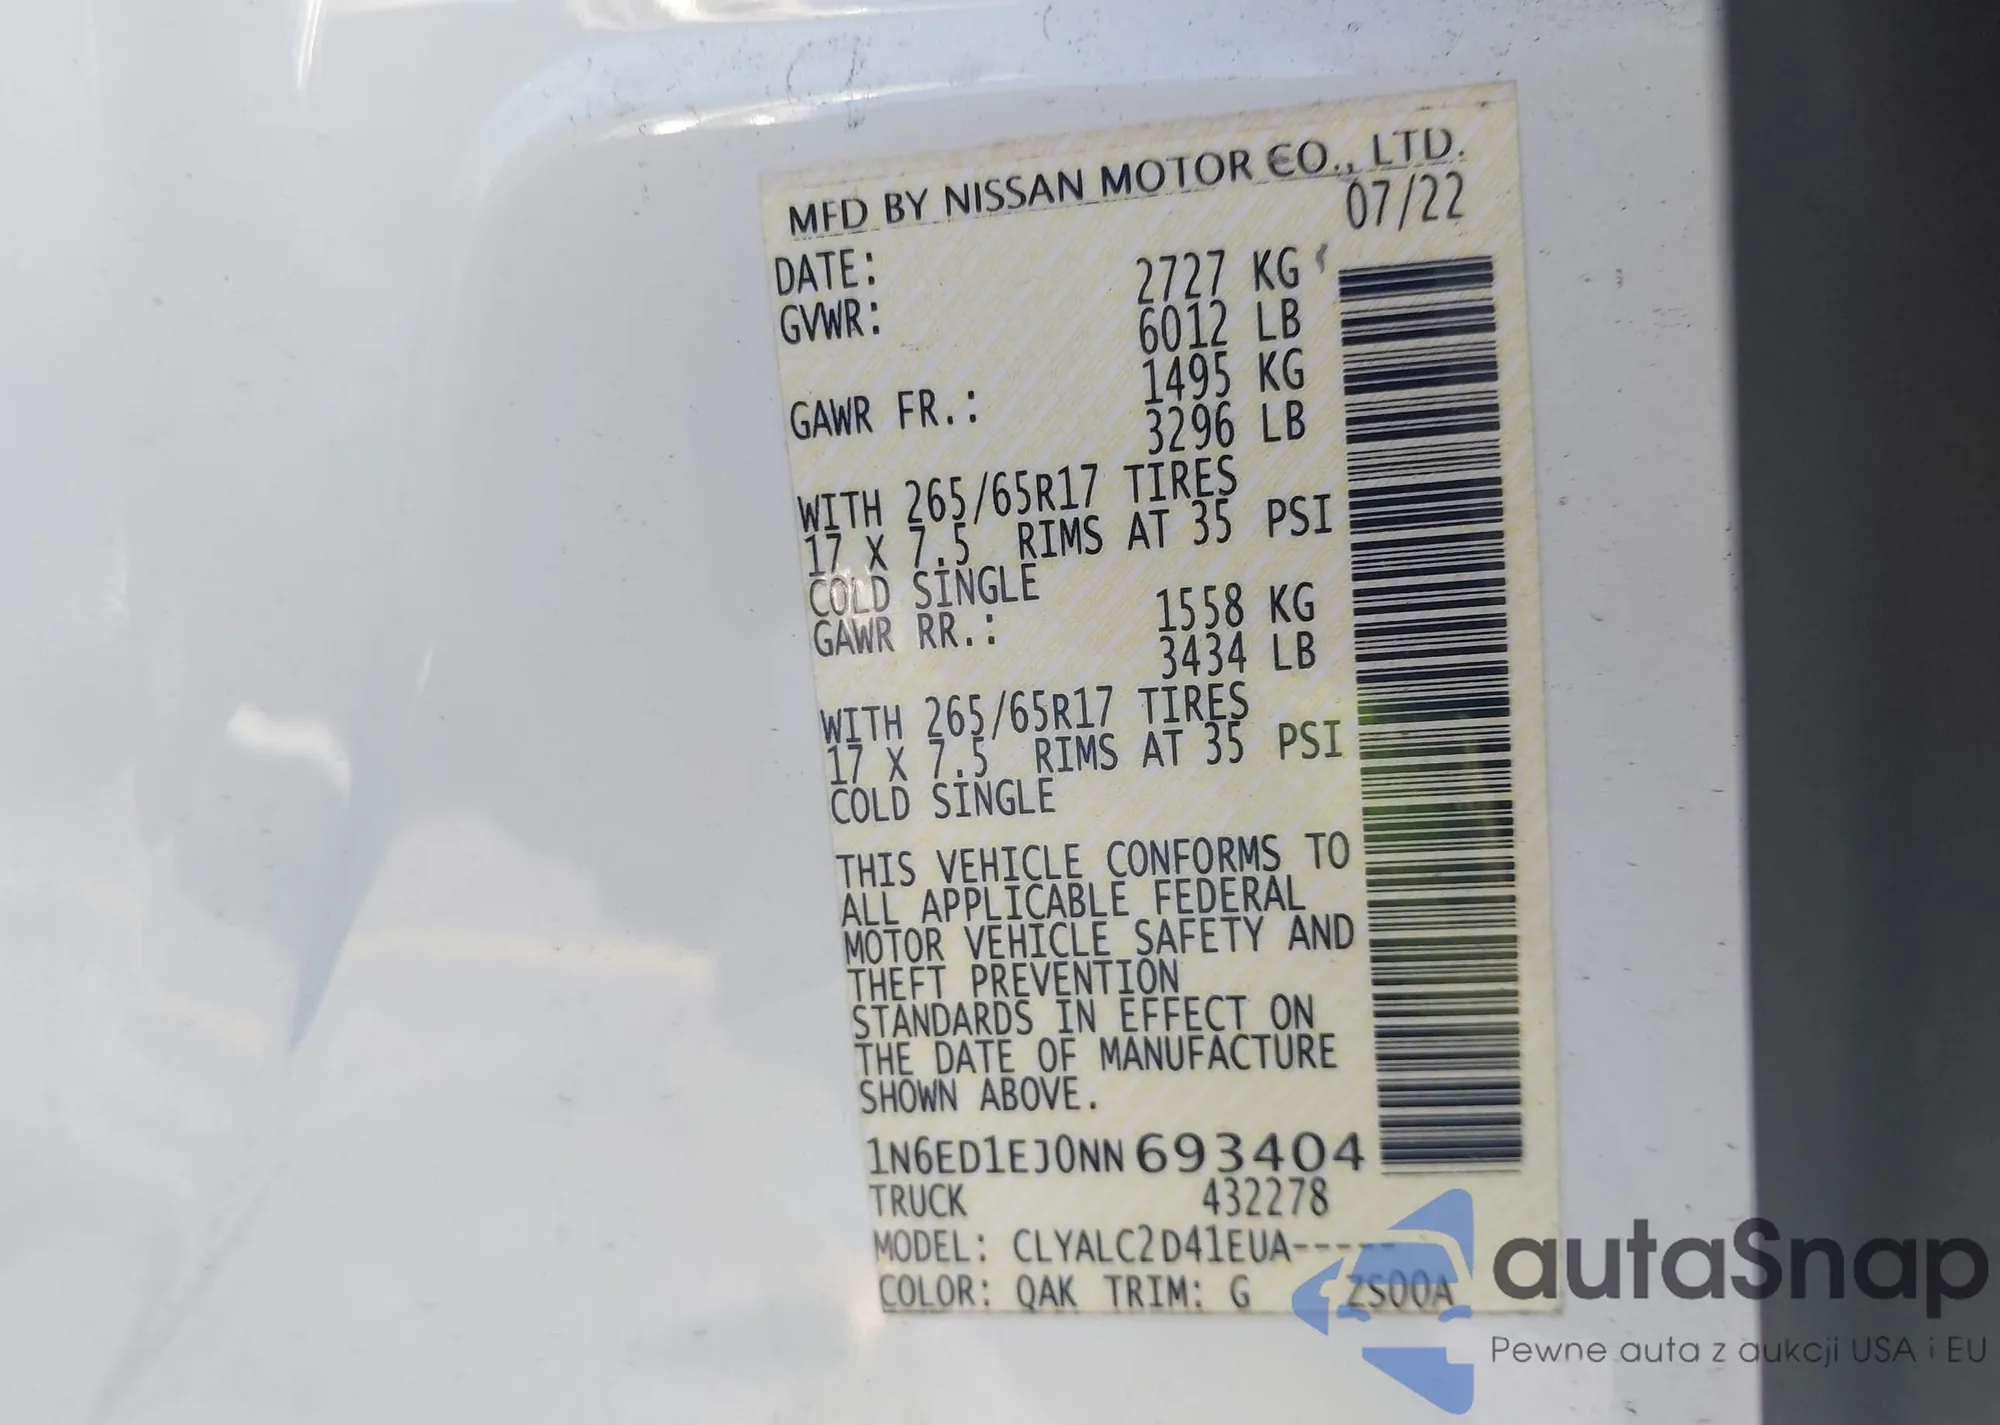 MFD BY NISSAN MOTOR CO., LTD.
DATE: 07/22
GVWR: 2727 KG
6012 LB
GAWR FR.: 1495 KG
3296 LB
WITH 265/65R17 TIRES
17 X 7.5 RIMS AT 35 PSI
COLD SINGLE
GAWR RR.: 1558 KG
3434 LB
WITH 265/65R17 TIRES
17 X 7.5 RIMS AT 35 PSI
COLD SINGLE
THIS VEHICLE CONFORMS TO
ALL APPLICABLE FEDERAL
MOTOR VEHICLE SAFETY AND
THEFT PREVENTION
STANDARDS IN EFFECT ON
THE DATE OF MANUFACTURE
SHOWN ABOVE.
1N6ED1EJ0NN693404
TRUCK 432278
MODEL: CLYALC2D41EUA-----
COLOR: QAK TRIM: G ZS00A
autaSnap
Pewne auta z aukcji USA i EU